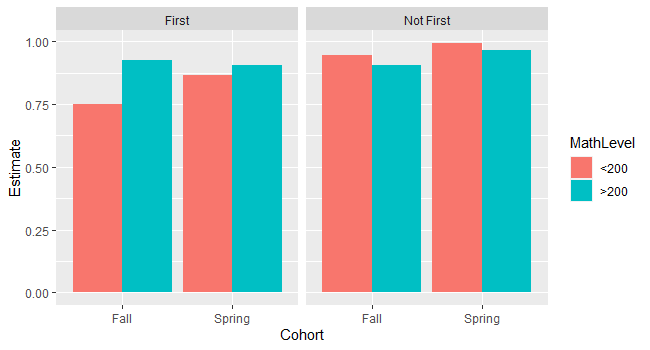 First Not First
1.00
0.75
0.50
0.25
0.00
Estimate
Fall Spring Fall Spring
Cohort
MathLevel
<200
>200